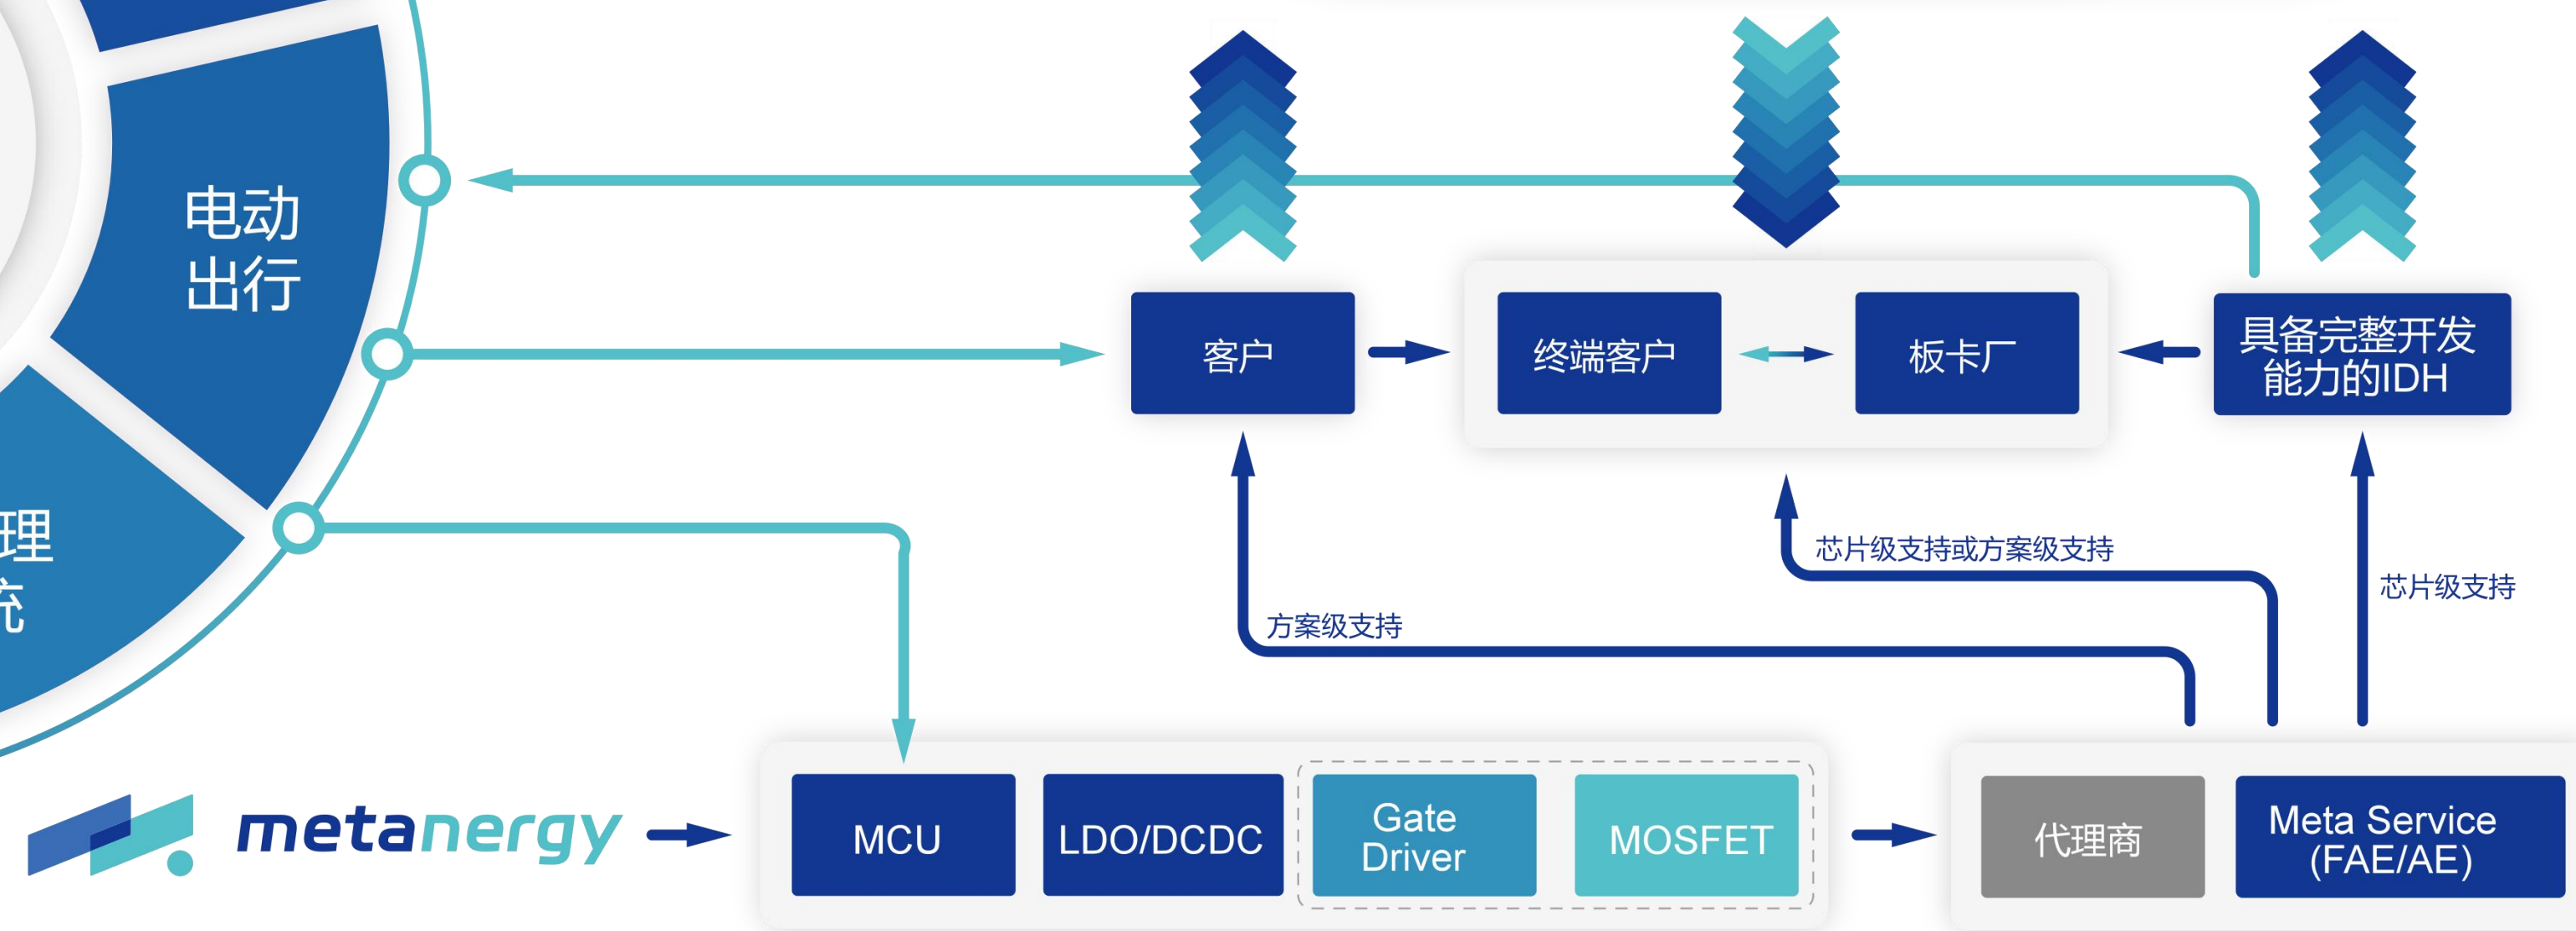 电动
出行
理
统
客户
终端客户
板卡厂
具备完整开发
能力的IDH
芯片级支持或方案级支持
芯片级支持
方案级支持
metanergy
MCU
LDO/DCDC
Gate
Driver
MOSFET
代理商
Meta Service
(FAE/AE)